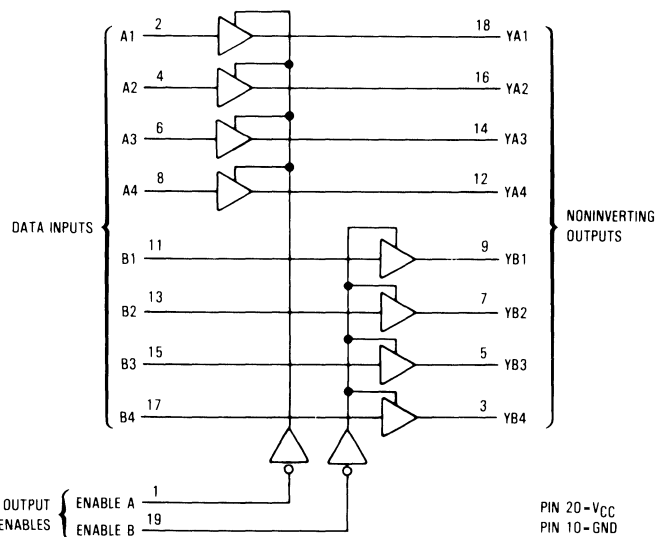 A1 2 18 YA1
A2 4 16 YA2
A3 6 14 YA3
A4 8 12 YA4
DATA INPUTS
NONINVERTING
OUTPUTS
B1 11 9 YB1
B2 13 7 YB2
B3 15 5 YB3
B4 17 3 YB4
OUTPUT
ENABLES
ENABLE A 1
ENABLE B 19
PIN 20 = VCC
PIN 10 = GND